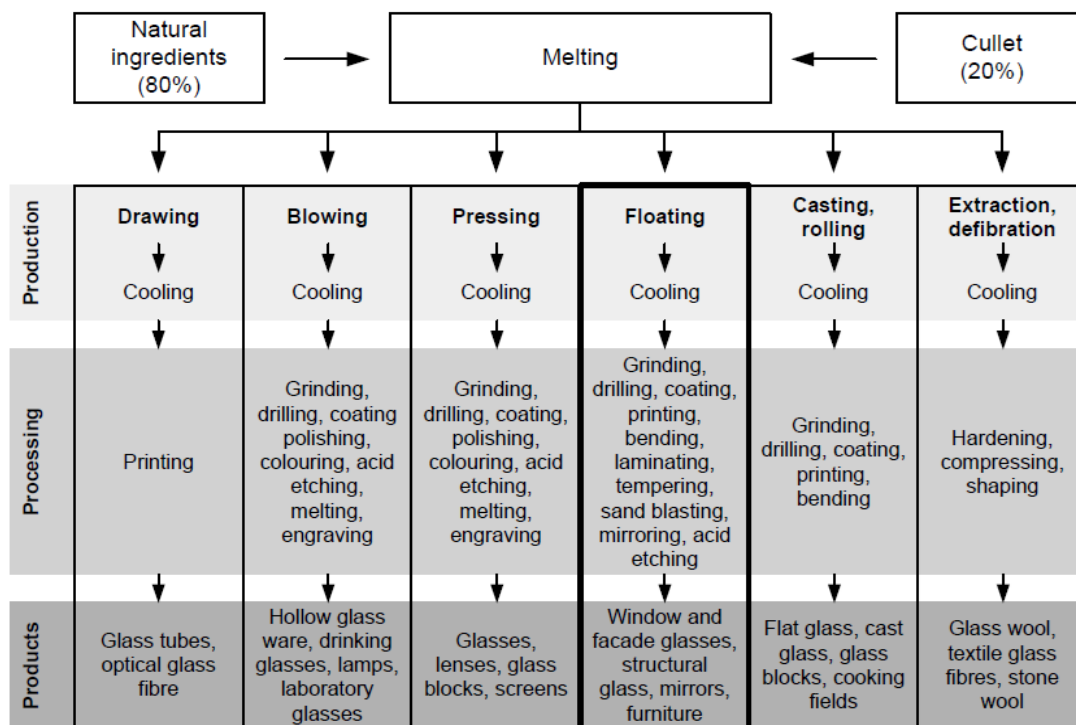 Natural
ingredients
(80%)
Melting
Cullet
(20%)
Production
Drawing
Cooling
Blowing
Cooling
Pressing
Cooling
Floating
Cooling
Casting,
rolling
Cooling
Extraction,
defibration
Cooling
Processing
Printing
Grinding,
drilling, coating
polishing,
colouring, acid
etching,
melting,
engraving
Grinding,
drilling, coating,
polishing,
colouring, acid
etching,
melting,
engraving
Grinding,
drilling, coating,
printing,
bending,
laminating,
tempering,
sand blasting,
mirroring, acid
etching
Grinding,
drilling, coating,
printing,
bending
Hardening,
compressing,
shaping
Products
Glass tubes,
optical glass
fibre
Hollow glass
ware, drinking
glasses, lamps,
laboratory
glasses
Glasses,
lenses, glass
blocks, screens
Window and
facade glasses,
structural
glass, mirrors,
furniture
Flat glass, cast
glass, glass
blocks, cooking
fields
Glass wool,
textile glass
fibres, stone
wool